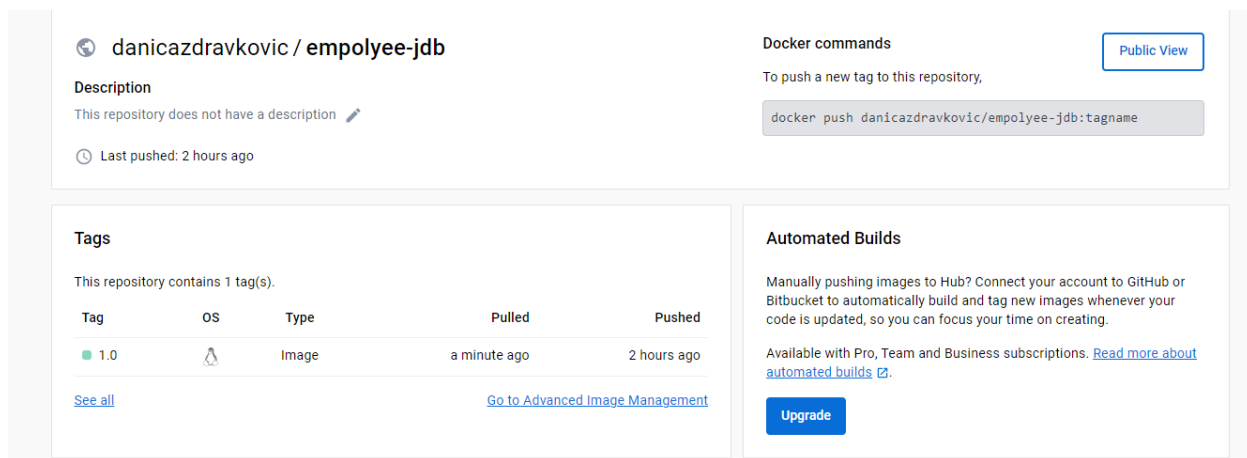 danicazdravkovic / empolyee-jdb
Description
This repository does not have a description
Last pushed: 2 hours ago
Docker commands
Public View
To push a new tag to this repository,
docker push danicazdravkovic/empolyee-jdb:tagname
Tags
This repository contains 1 tag(s).
Tag OS Type Pulled Pushed
1.0 Image a minute ago 2 hours ago
See all Go to Advanced Image Management
Automated Builds
Manually pushing images to Hub? Connect your account to GitHub or
Bitbucket to automatically build and tag new images whenever your
code is updated, so you can focus your time on creating.
Available with Pro, Team and Business subscriptions. Read more about
automated builds .
Upgrade